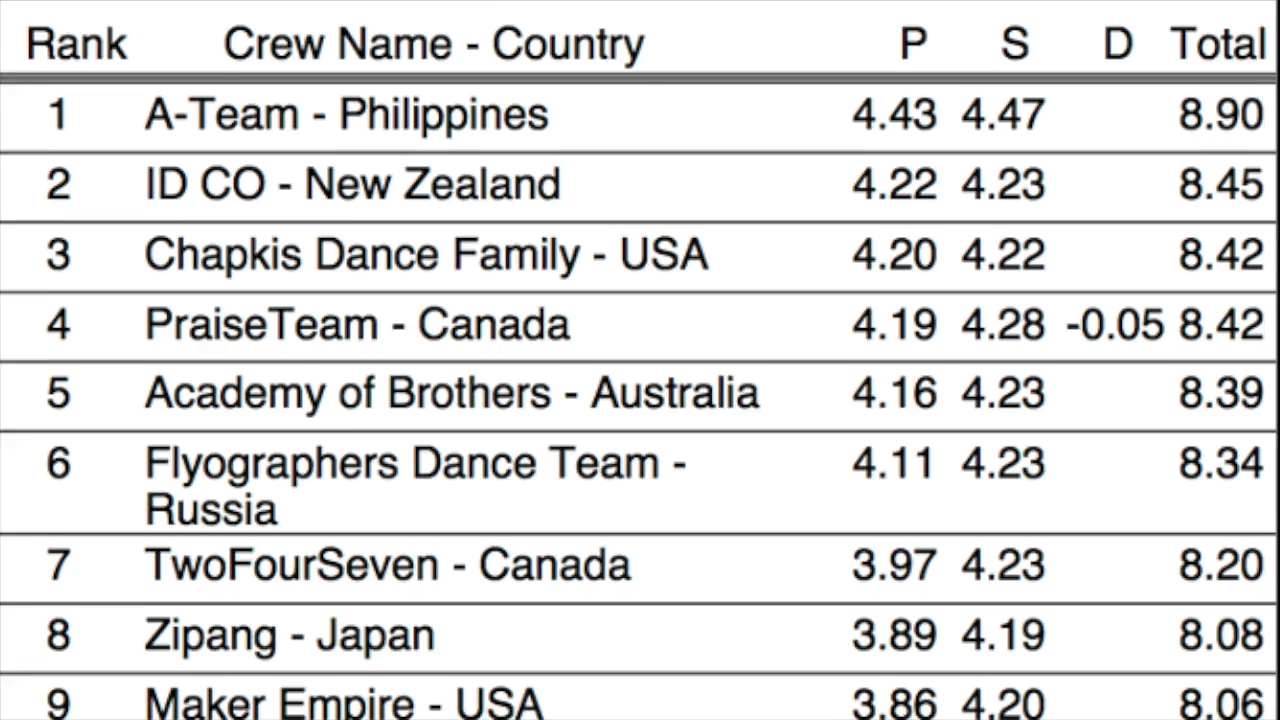 Rank Crew Name - Country P S D Total
1 A-Team - Philippines 4.43 4.47 8.90
2 ID CO - New Zealand 4.22 4.23 8.45
3 Chapkis Dance Family - USA 4.20 4.22 8.42
4 PraiseTeam - Canada 4.19 4.28 -0.05 8.42
5 Academy of Brothers - Australia 4.16 4.23 8.39
6 Flyographers Dance Team - 4.11 4.23 8.34
Russia
7 TwoFourSeven - Canada 3.97 4.23 8.20
8 Zipang - Japan 3.89 4.19 8.08
9 Maker Empire - USA 3.86 4.20 8.06